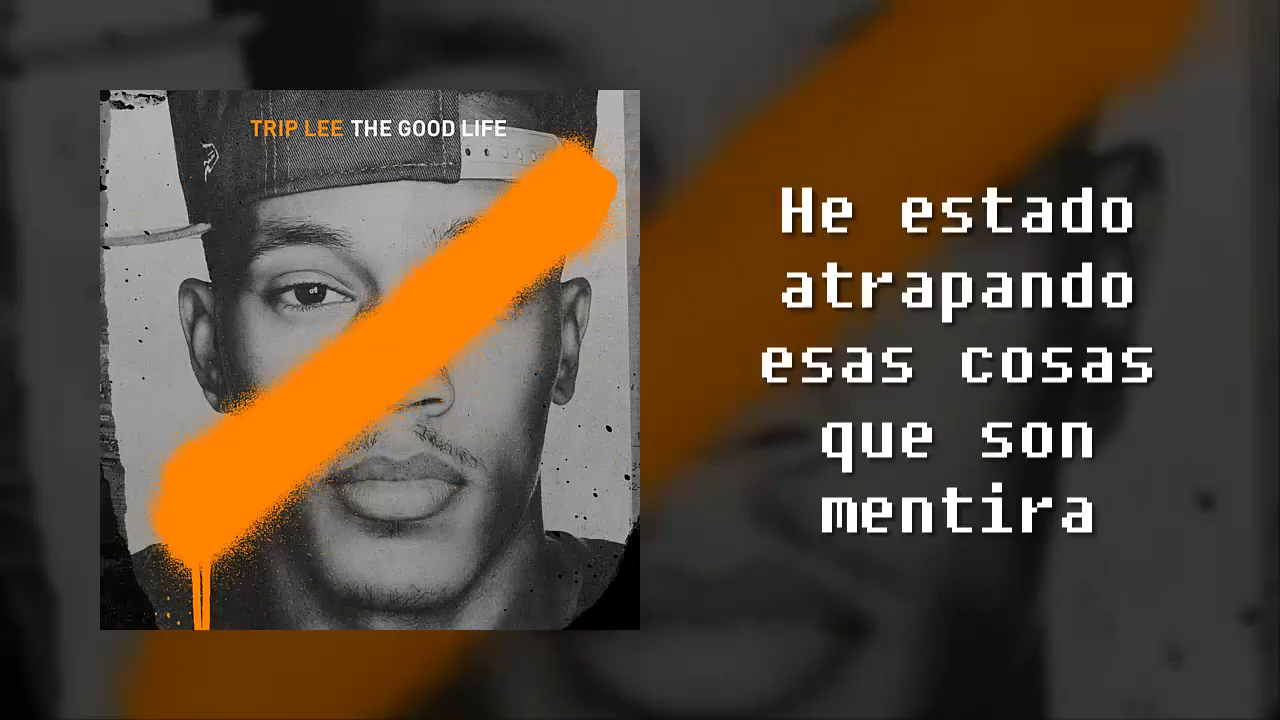 TRIP LEE THE GOOD LIFE
He estado
atrapando
esas cosas
que son
mentira